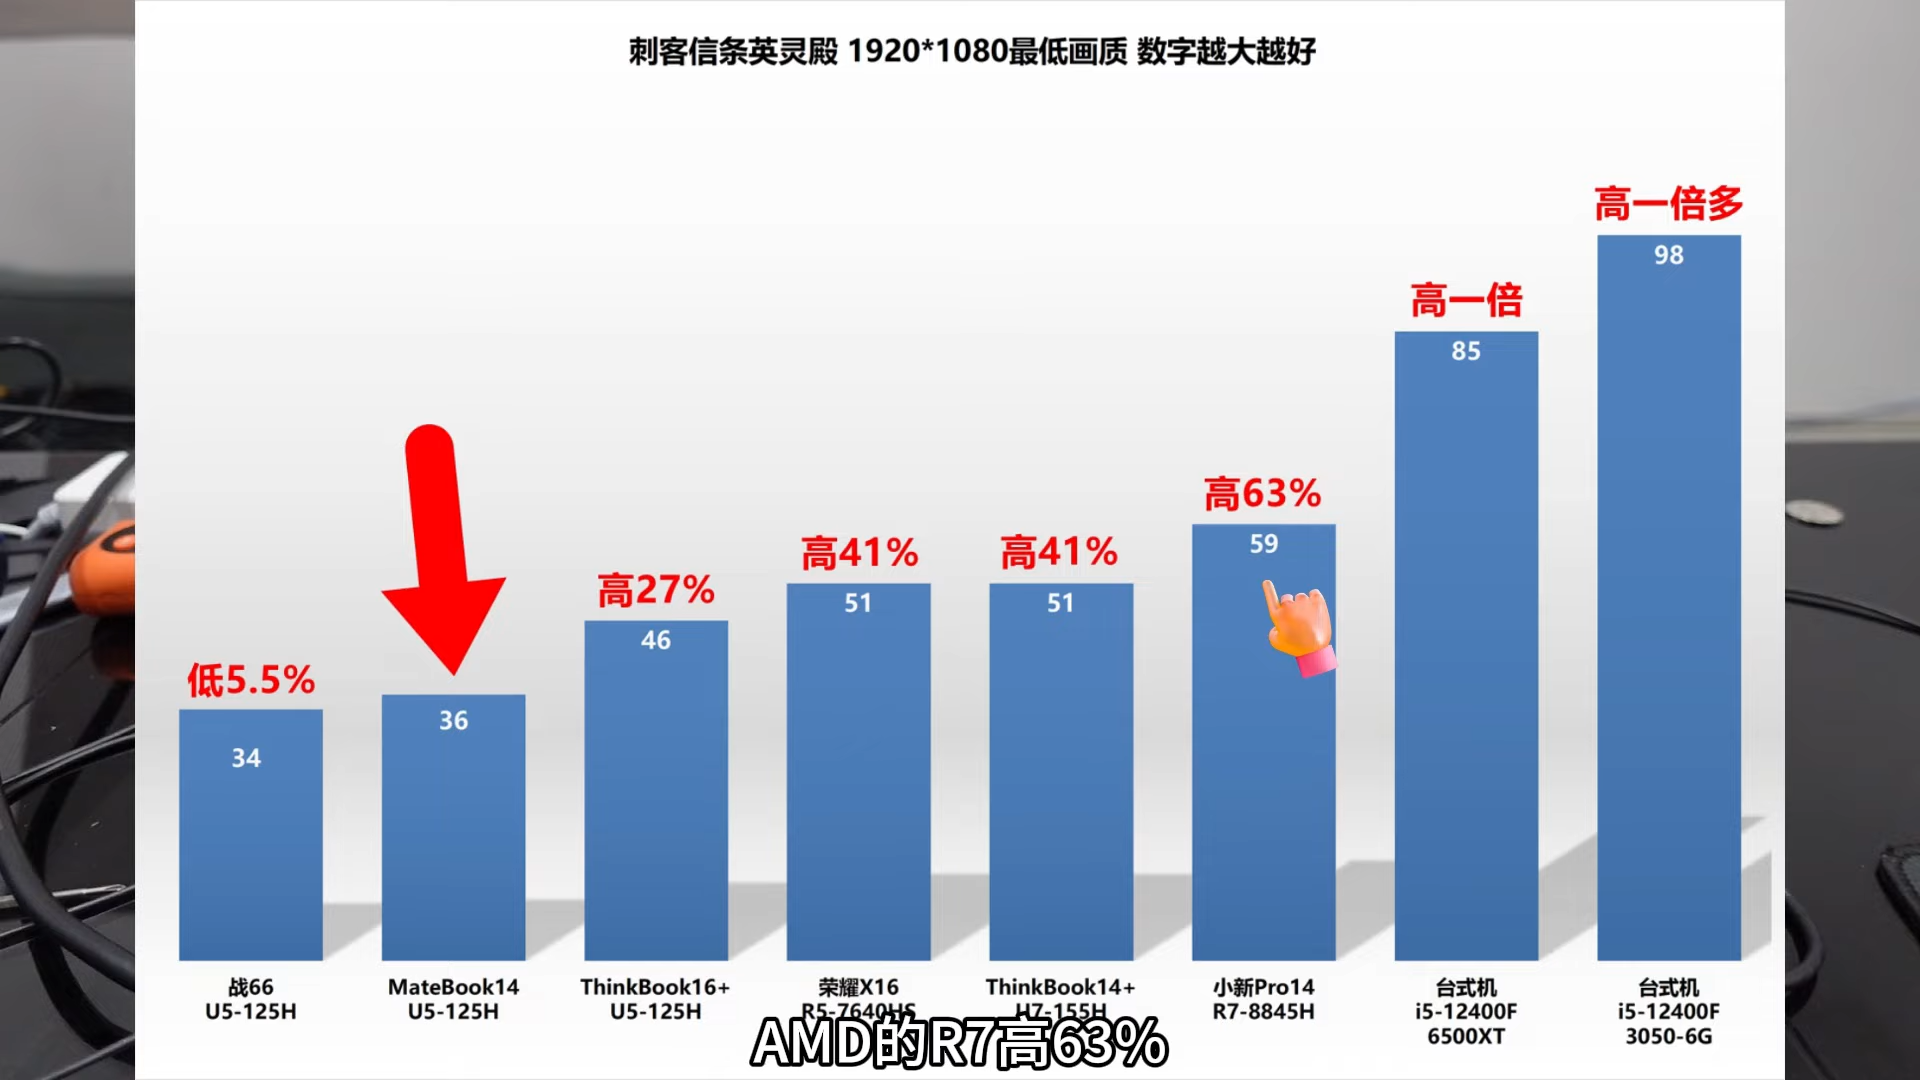 刺客信条英灵殿 1920*1080最低画质 数字越大越好
高一倍多
98
高一倍
85
高63%
59
高41%
51
高41%
51
高27%
46
36
低5.5%
34
战66
U5-125H
MateBook14
U5-125H
ThinkBook16+
U5-125H
荣耀X16
R5-7640HS
ThinkBook14+
U7-155H
小新Pro14
R7-8845H
台式机
i5-12400F
6500XT
台式机
i5-12400F
3050-6G
AMD的R7高63%